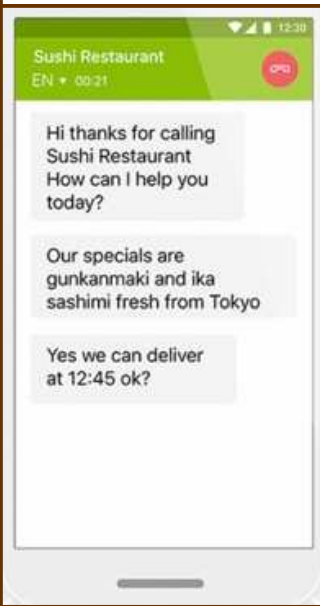 12:30
Sushi Restaurant
EN • 00:21
Hi thanks for calling
Sushi Restaurant
How can I help you
today?
Our specials are
gunkanmaki and ika
sashimi fresh from Tokyo
Yes we can deliver
at 12:45 ok?